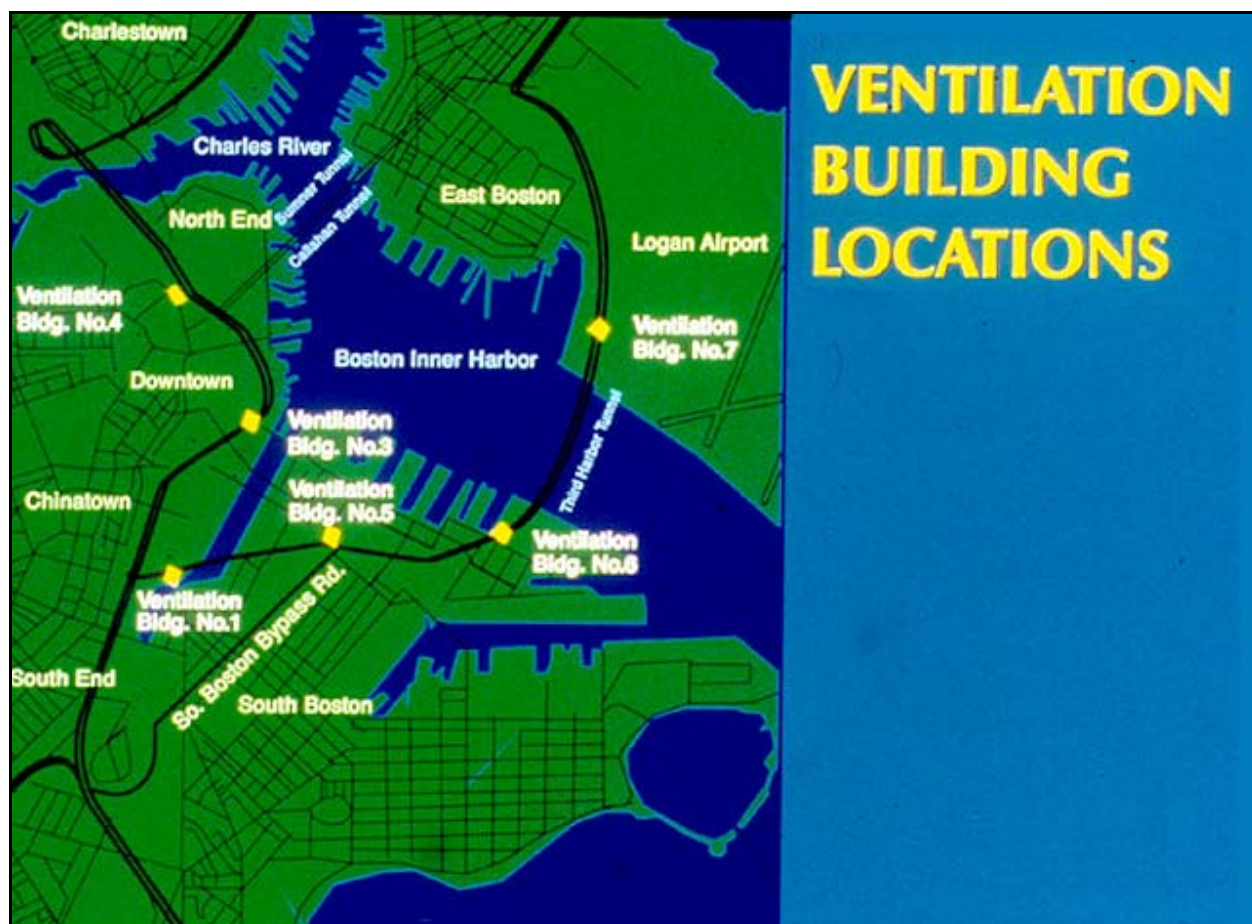 VENTILATION
BUILDING
LOCATIONS
Charlestown
Charles River
Sumner Tunnel
Callahan Tunnel
North End
East Boston
Logan Airport
Ventilation
Bldg. No.4
Ventilation
Bldg. No.7
Boston Inner Harbor
Downtown
Third Harbor Tunnel
Ventilation
Bldg. No.3
Chinatown
Ventilation
Bldg. No.5
Ventilation
Bldg. No.6
Ventilation
Bldg. No.1
So. Boston Bypass Rd.
South End
South Boston